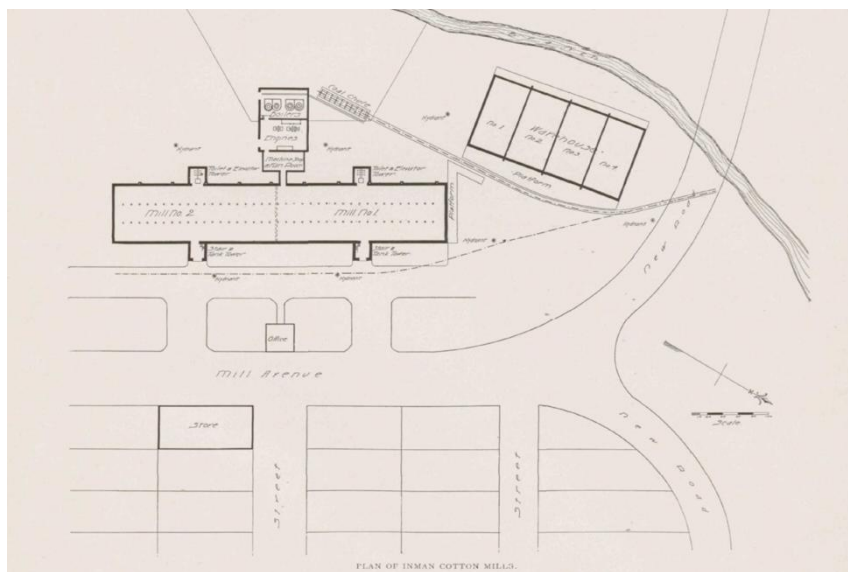 Branch
Coal Chute
Boilers
Hydrant
No 1
Warehouse
No 2
No 3
No 4
Engines
Hydrant
Hydrant
Machine Shop
Toilet & Elevator
Tower
Toilet & Elevator
Tower
Platform
Platform
Mill No. 2
Mill No. 1
Hydrant
Hydrant
New Road
Stair &
Tank Tower
Stair &
Tank Tower
Hydrant
Hydrant
Office
Mill Avenue
N
Scale
Store
New Road
Street
Street
PLAN OF INMAN COTTON MILLS.